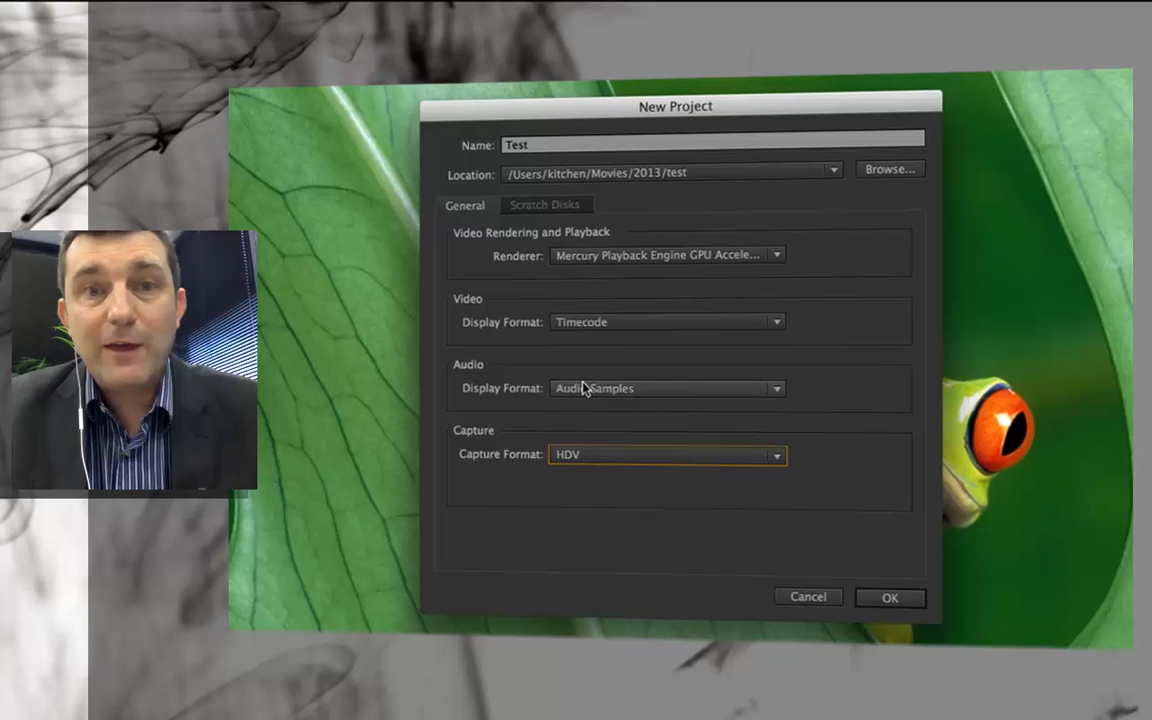 New Project
Name: Test
Location: /Users/kitchen/Movies/2013/test Browse...
General Scratch Disks
Video Rendering and Playback
Renderer: Mercury Playback Engine GPU Accele...
Video
Display Format: Timecode
Audio
Display Format: Audio Samples
Capture
Capture Format: HDV
Cancel OK